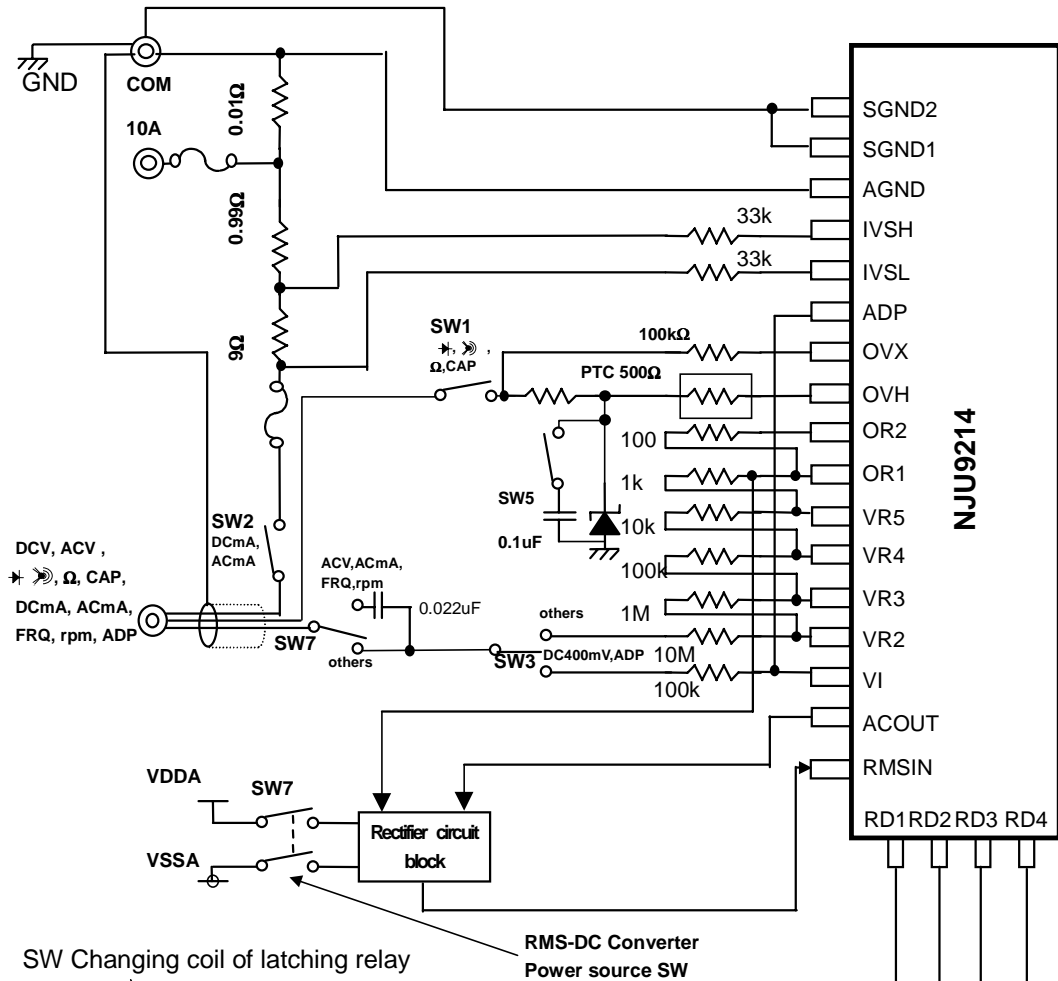 GND
COM
10A
0.01Ω
0.99Ω
9Ω
SGND2
SGND1
AGND
IVSH
IVSL
ADP
OVX
OVH
OR2
OR1
VR5
VR4
VR3
VR2
VI
ACOUT
RMSIN
RD1 RD2 RD3 RD4
NJU9214
33k
33k
SW1
,
Ω,CAP
100kΩ
PTC 500Ω
100
1k
10k
100k
1M
10M
100k
SW5
0.1uF
SW2
DCmA,
ACmA
DCV, ACV ,
, Ω, CAP,
DCmA, ACmA,
FRQ, rpm, ADP
ACV,ACmA,
FRQ,rpm
0.022uF
SW7
others
others
SW3
DC400mV,ADP
VDDA
SW7
VSSA
Rectifier circuit
block
RMS-DC Converter
Power source SW
SW Changing coil of latching relay